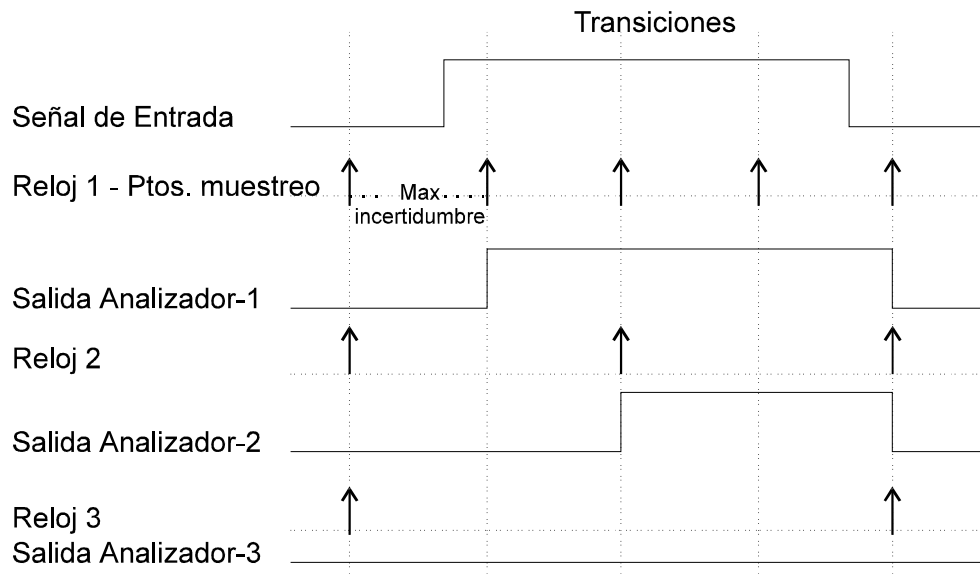 Transiciones
Señal de Entrada
Reloj 1 - Ptos. muestreo
Max
incertidumbre
Salida Analizador-1
Reloj 2
Salida Analizador-2
Reloj 3
Salida Analizador-3